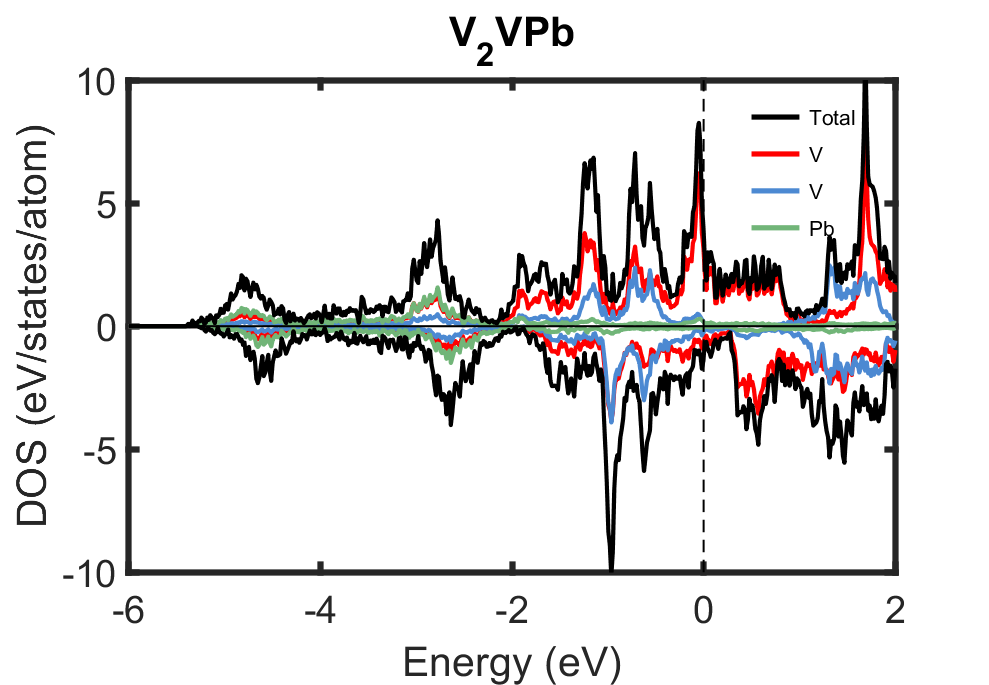 V2VPb
DOS (eV/states/atom)
10
5
0
-5
-10
Total
V
V
Pb
-6 -4 -2 0 2
Energy (eV)